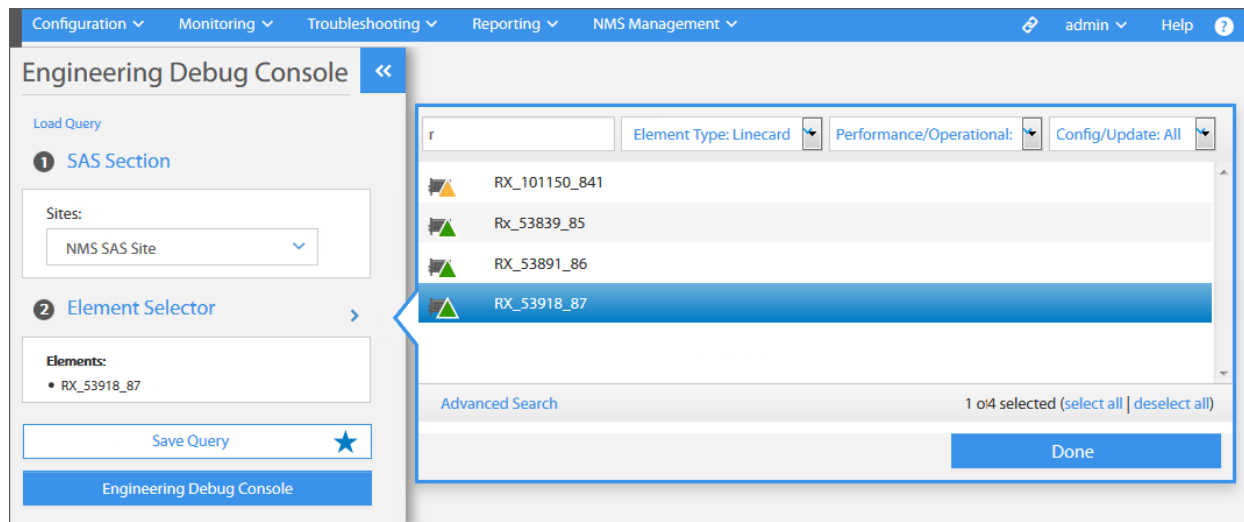 Configuration Monitoring Troubleshooting Reporting NMS Management admin Help ?
Engineering Debug Console «
Load Query
1 SAS Section
Sites:
NMS SAS Site
2 Element Selector
Elements:
• RX_53918_87
Save Query
Engineering Debug Console
r Element Type: Linecard Performance/Operational: Config/Update: All
RX_101150_841
Rx_53839_85
RX_53891_86
RX_53918_87
Advanced Search 1 of 4 selected (select all | deselect all)
Done